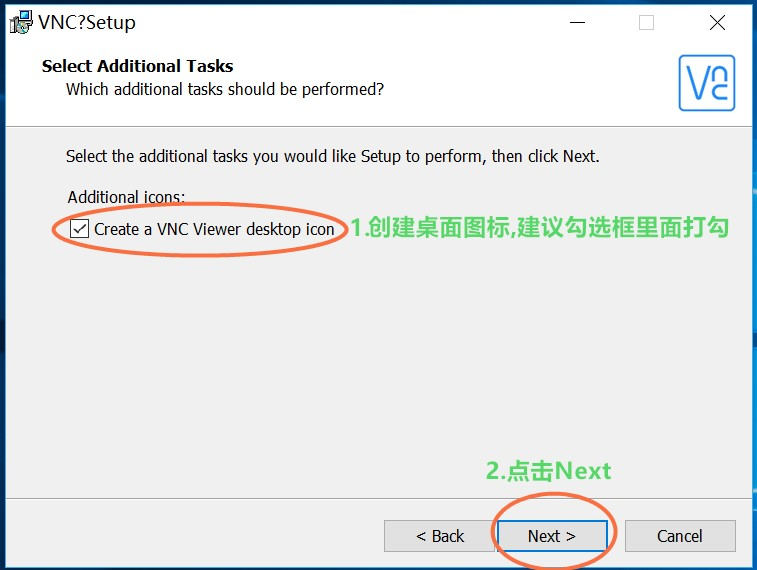 VNC?Setup
Select Additional Tasks
Which additional tasks should be performed?
VNC
Select the additional tasks you would like Setup to perform, then click Next.
Additional icons:
Create a VNC Viewer desktop icon
1.创建桌面图标,建议勾选框里面打勾
2.点击Next
< Back
Next >
Cancel